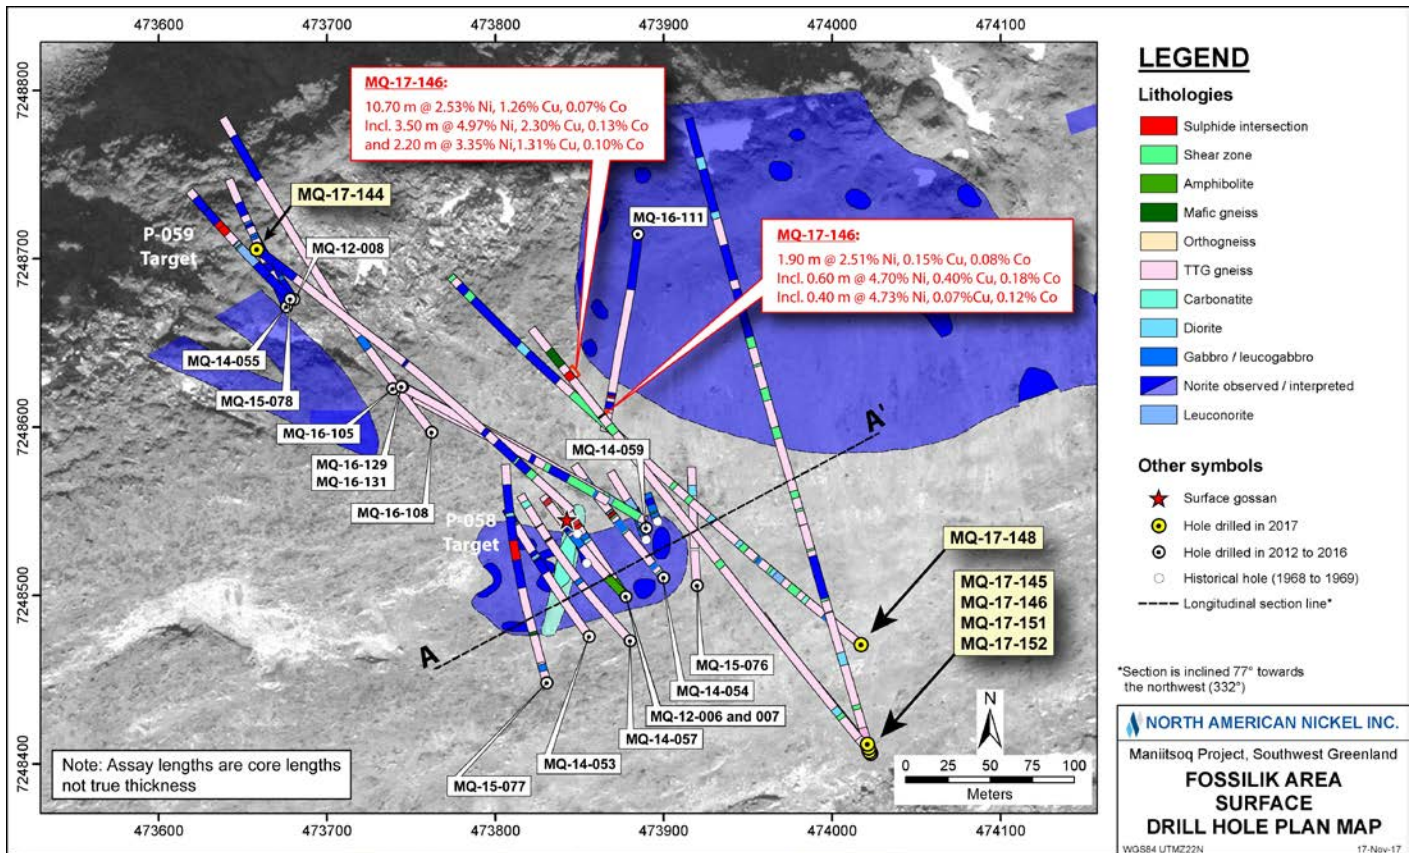 473600
473700
473800
473900
474000
474100
7248800
7248700
7248600
7248500
7248400
MQ-17-146:
10.70 m @ 2.53% Ni, 1.26% Cu, 0.07% Co
Incl. 3.50 m @ 4.97% Ni, 2.30% Cu, 0.13% Co
and 2.20 m @ 3.35% Ni,1.31% Cu, 0.10% Co
MQ-17-144
P-059
Target
MQ-12-008
MQ-16-111
MQ-17-146:
1.90 m @ 2.51% Ni, 0.15% Cu, 0.08% Co
Incl. 0.60 m @ 4.70% Ni, 0.40% Cu, 0.18% Co
Incl. 0.40 m @ 4.73% Ni, 0.07%Cu, 0.12% Co
MQ-14-055
MQ-15-078
MQ-16-105
MQ-16-129
MQ-16-131
MQ-16-108
MQ-14-059
A'
P-058
Target
A
MQ-17-148
MQ-17-145
MQ-17-146
MQ-17-151
MQ-17-152
MQ-15-076
MQ-14-054
MQ-12-006 and 007
MQ-14-057
MQ-14-053
MQ-15-077
Note: Assay lengths are core lengths
not true thickness
N
0 25 50 75 100
Meters
473600
473700
473800
473900
474000
474100
LEGEND
Lithologies
Sulphide intersection
Shear zone
Amphibolite
Mafic gneiss
Orthogneiss
TTG gneiss
Carbonatite
Diorite
Gabbro / leucogabbro
Norite observed / interpreted
Leuconorite
Other symbols
Surface gossan
Hole drilled in 2017
Hole drilled in 2012 to 2016
Historical hole (1968 to 1969)
Longitudinal section line*
*Section is inclined 77° towards
the northwest (332°)
NORTH AMERICAN NICKEL INC.
Maniitsoq Project, Southwest Greenland
FOSSILIK AREA
SURFACE
DRILL HOLE PLAN MAP
WGS84 UTMZ22N
17-Nov-17